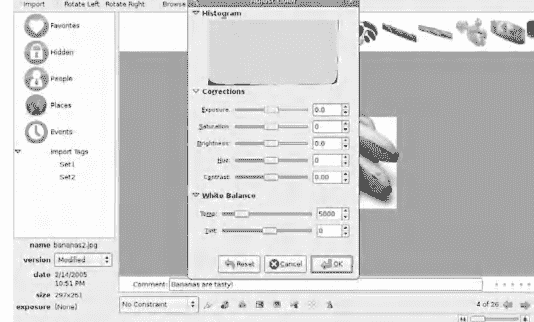 Import Rotate Left Rotate Right Browse
Adjust Color
Favorites
Hidden
People
Places
Events
Import Tags
Set1
Set2
name bananas2.jpg
version Modified
date 2/14/2005
10:51 PM
size 297x261
exposure (None)
Histogram
Corrections
Exposure: 0.0
Saturation: 0
Brightness: 0.0
Hue: 0
Contrast: 0.00
White Balance
Temp: 5000
Tint: 0
Reset Cancel OK
Comment: Bananas are tasty!
No Constraint
4 of 26